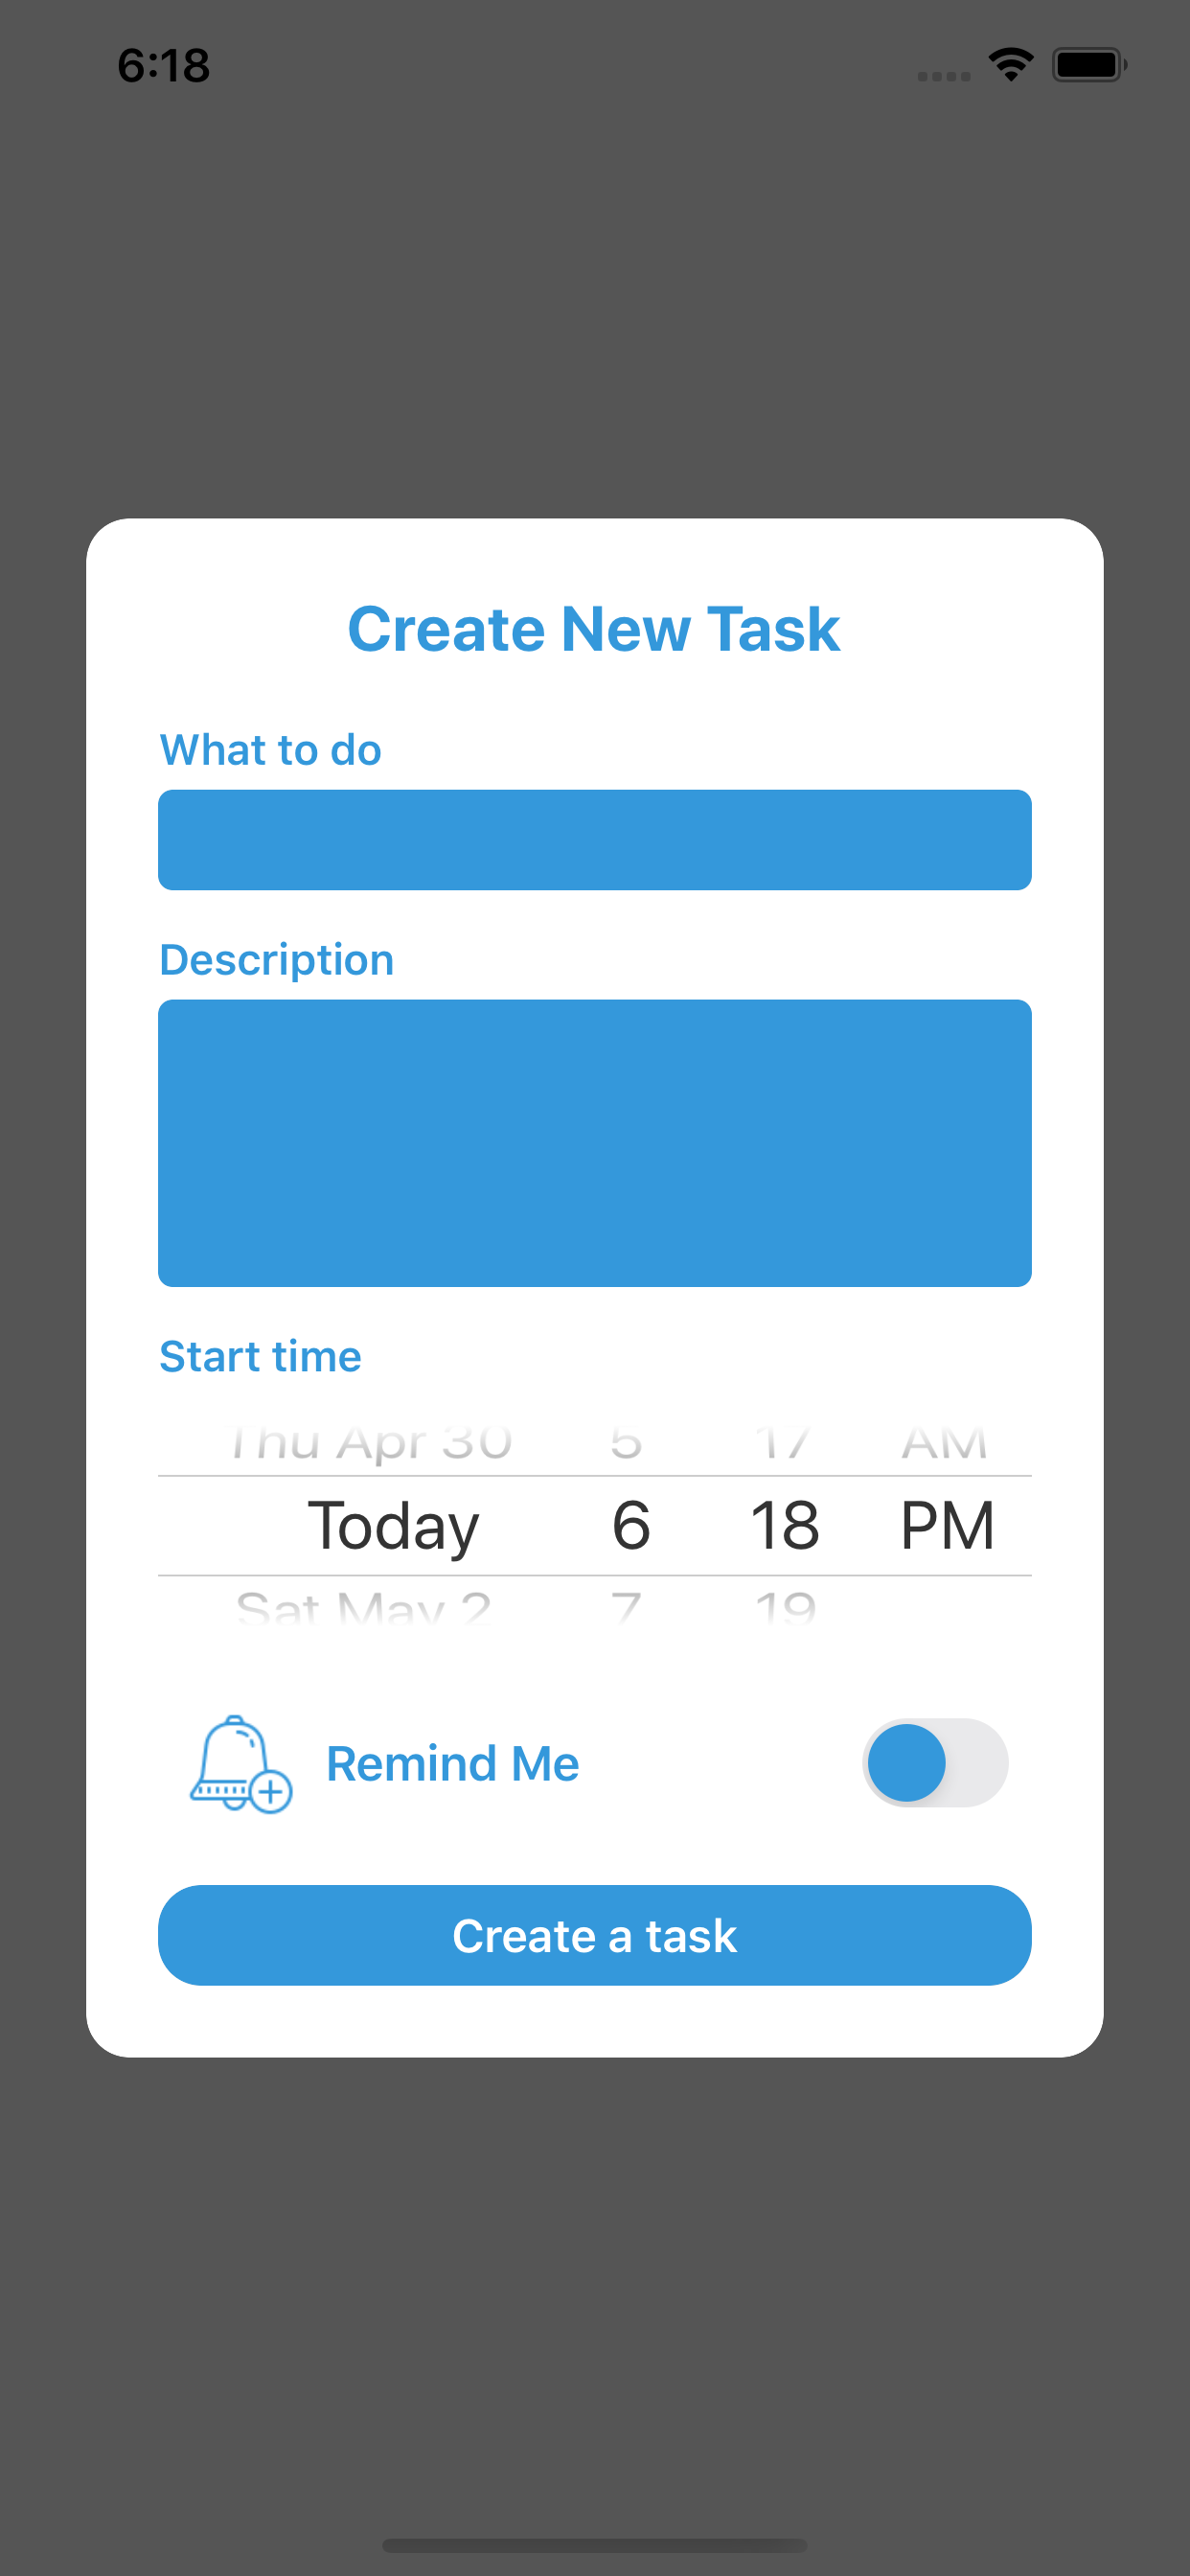 6:18
Create New Task
What to do
Description
Start time
Thu Apr 30 5 17 AM
Today 6 18 PM
Sat May 2 7 19
Remind Me
Create a task